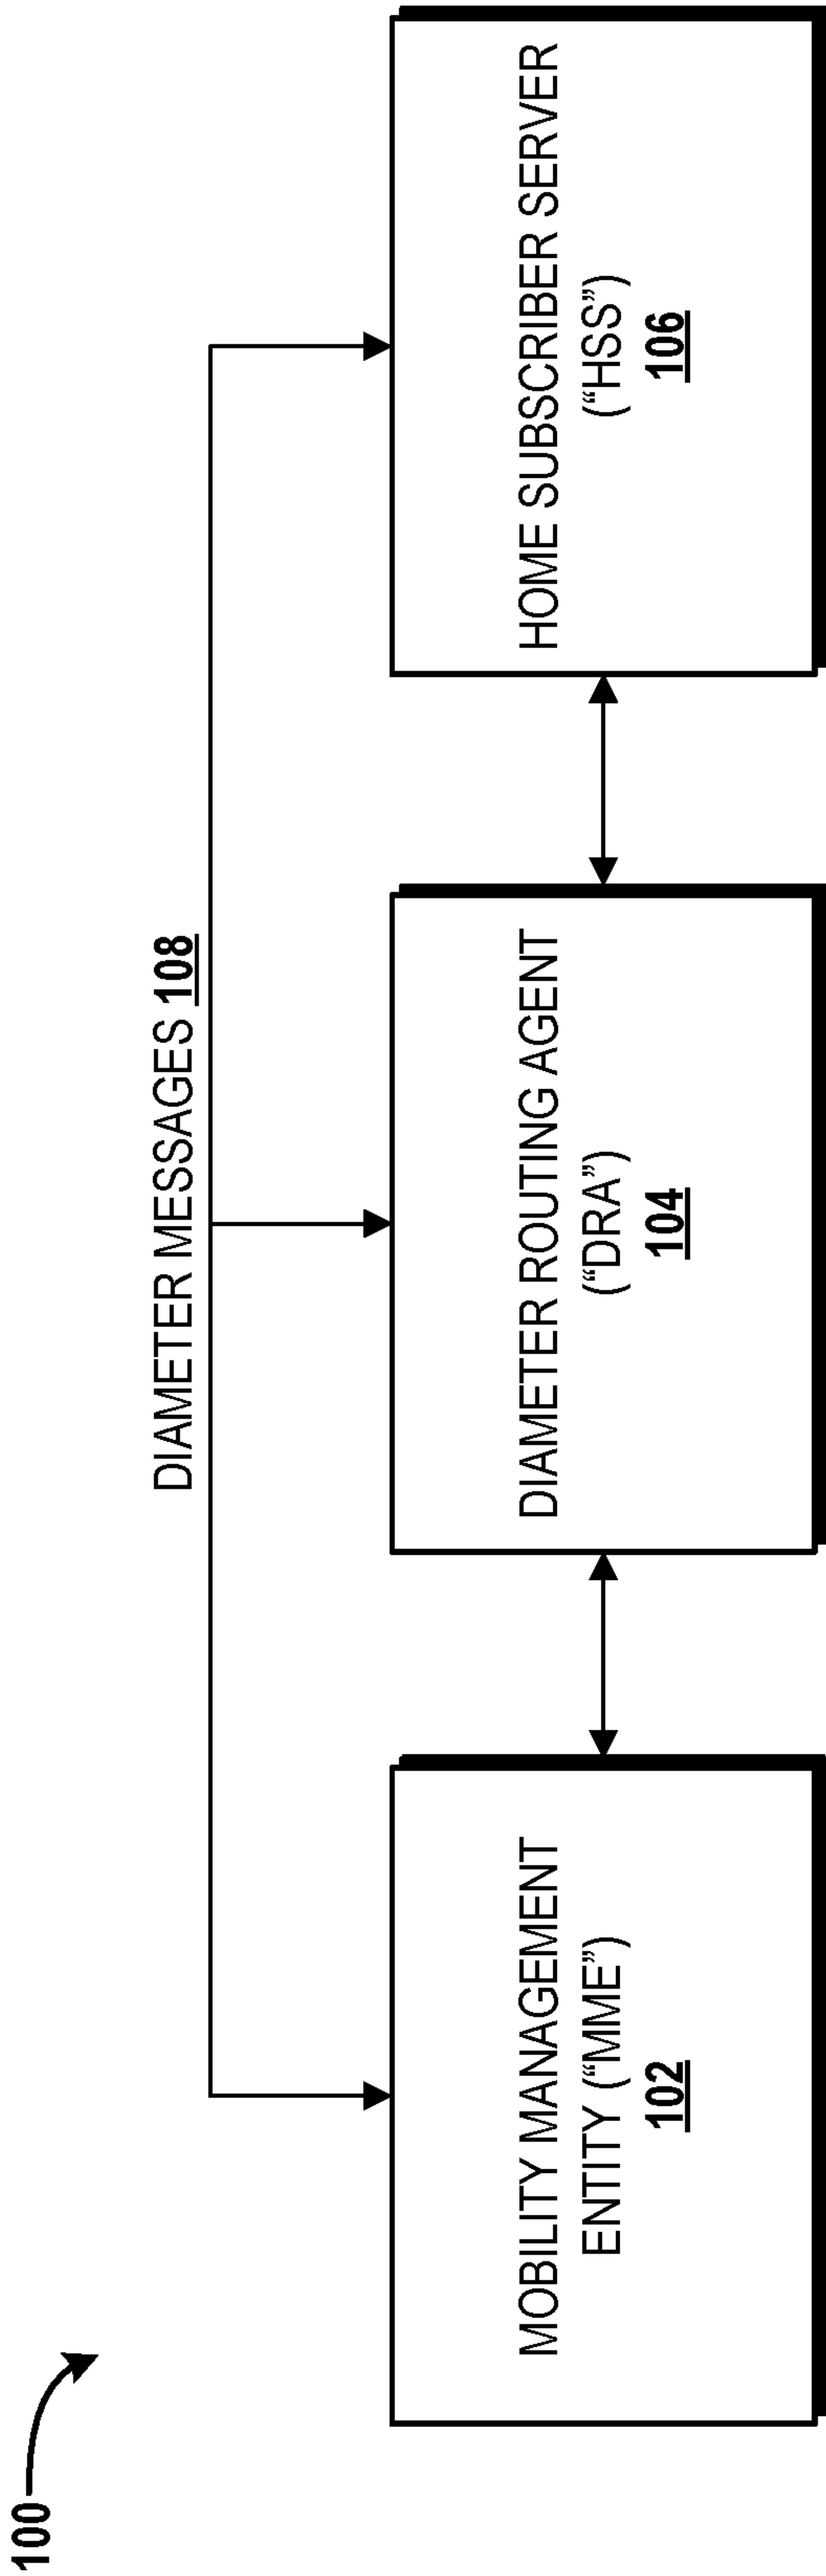 100
DIAMETER MESSAGES 108
MOBILITY MANAGEMENT
ENTITY (“MME”)
102
DIAMETER ROUTING AGENT
(“DRA”)
104
HOME SUBSCRIBER SERVER
(“HSS”)
106